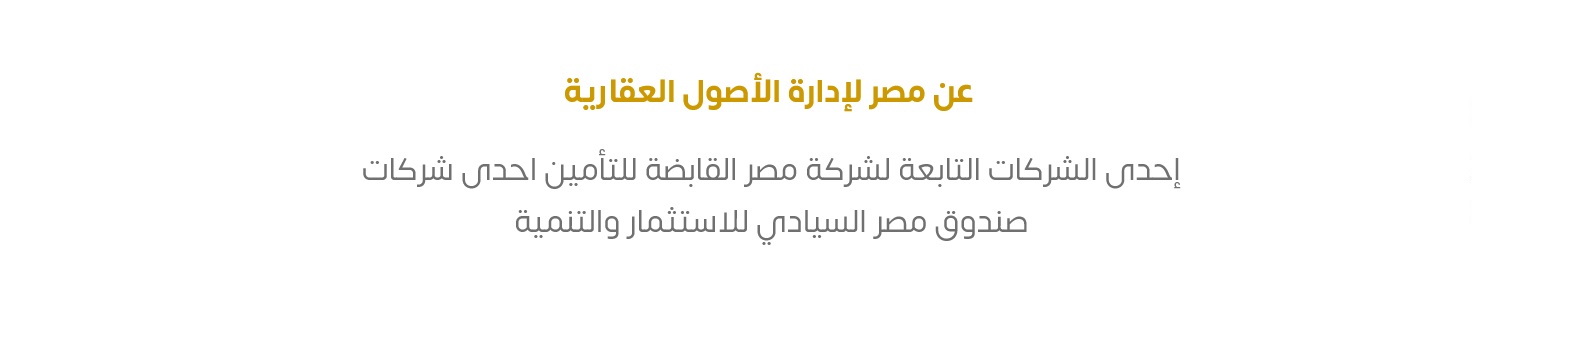 عن مصر لإدارة الأصول العقارية
إحدى الشركات التابعة لشركة مصر القابضة للتأمين احدى شركات
صندوق مصر السيادي للاستثمار والتنمية